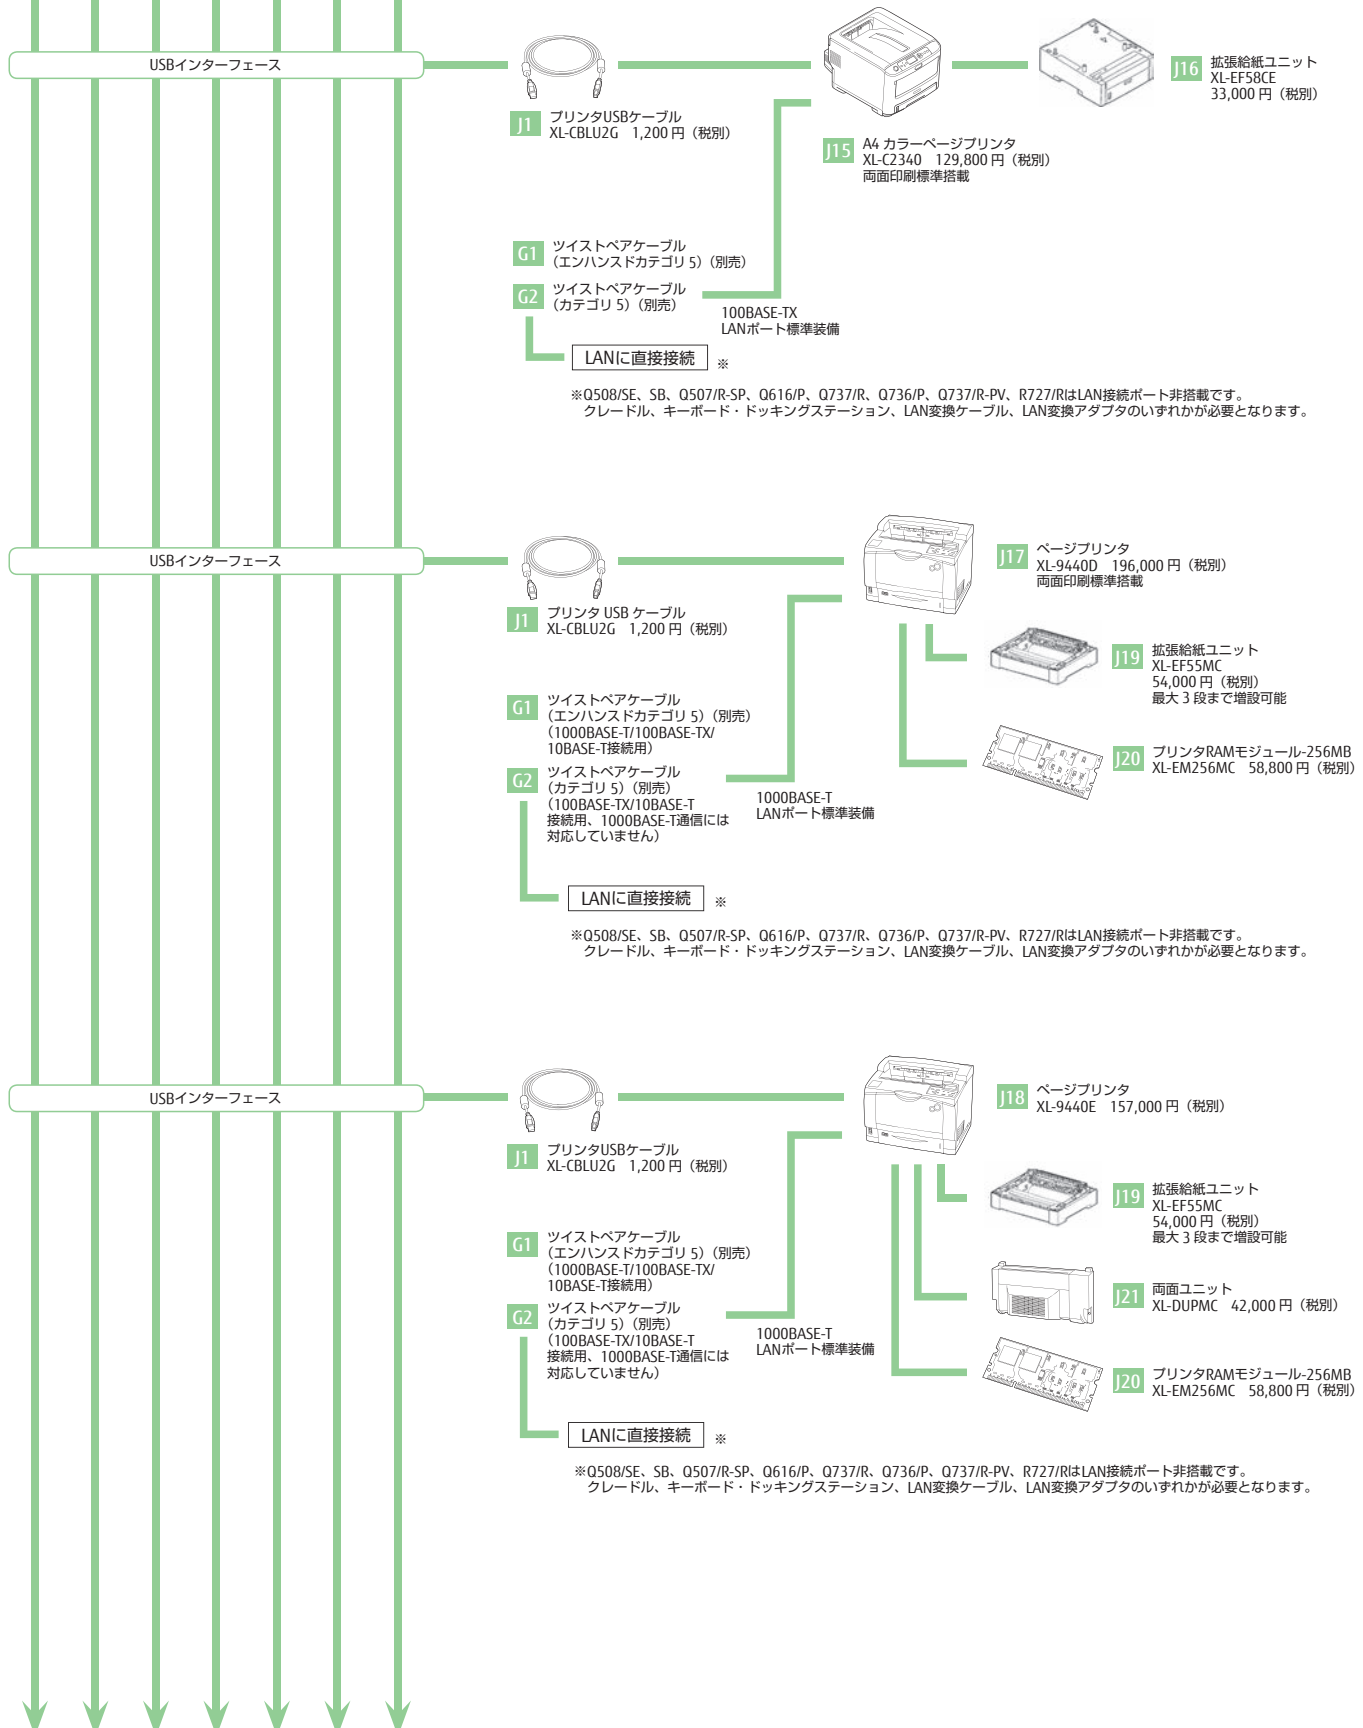 USBインターフェース
J1
プリンタUSBケーブル
XL-CBLU2G 1,200 円（税別）
J15
A4 カラーページプリンタ
XL-C2340 129,800 円（税別）
両面印刷標準搭載
J16
拡張給紙ユニット
XL-EF58CE
33,000 円（税別）
G1
ツイストペアケーブル
（エンハンスドカテゴリ 5）（別売）
G2
ツイストペアケーブル
（カテゴリ 5）（別売）
100BASE-TX
LANポート標準装備
LANに直接接続 ※
※Q508/SE、SB、Q507/R-SP、Q616/P、Q737/R、Q736/P、Q737/R-PV、R727/RはLAN接続ポート非搭載です。
クレードル、キーボード・ドッキングステーション、LAN変換ケーブル、LAN変換アダプタのいずれかが必要となります。
USBインターフェース
J1
プリンタ USB ケーブル
XL-CBLU2G 1,200 円（税別）
J17
ページプリンタ
XL-9440D 196,000 円（税別）
両面印刷標準搭載
J19
拡張給紙ユニット
XL-EF55MC
54,000 円（税別）
最大 3 段まで増設可能
J20
プリンタRAMモジュール-256MB
XL-EM256MC 58,800 円（税別）
G1
ツイストペアケーブル
（エンハンスドカテゴリ 5）（別売）
（1000BASE-T/100BASE-TX/
10BASE-T接続用）
G2
ツイストペアケーブル
（カテゴリ 5）（別売）
（100BASE-TX/10BASE-T
接続用、1000BASE-T通信には
対応していません）
1000BASE-T
LANポート標準装備
LANに直接接続 ※
※Q508/SE、SB、Q507/R-SP、Q616/P、Q737/R、Q736/P、Q737/R-PV、R727/RはLAN接続ポート非搭載です。
クレードル、キーボード・ドッキングステーション、LAN変換ケーブル、LAN変換アダプタのいずれかが必要となります。
USBインターフェース
J1
プリンタUSBケーブル
XL-CBLU2G 1,200 円（税別）
J18
ページプリンタ
XL-9440E 157,000 円（税別）
J19
拡張給紙ユニット
XL-EF55MC
54,000 円（税別）
最大 3 段まで増設可能
J21
両面ユニット
XL-DUPMC 42,000 円（税別）
J20
プリンタRAMモジュール-256MB
XL-EM256MC 58,800 円（税別）
G1
ツイストペアケーブル
（エンハンスドカテゴリ 5）（別売）
（1000BASE-T/100BASE-TX/
10BASE-T接続用）
G2
ツイストペアケーブル
（カテゴリ 5）（別売）
（100BASE-TX/10BASE-T
接続用、1000BASE-T通信には
対応していません）
1000BASE-T
LANポート標準装備
LANに直接接続 ※
※Q508/SE、SB、Q507/R-SP、Q616/P、Q737/R、Q736/P、Q737/R-PV、R727/RはLAN接続ポート非搭載です。
クレードル、キーボード・ドッキングステーション、LAN変換ケーブル、LAN変換アダプタのいずれかが必要となります。